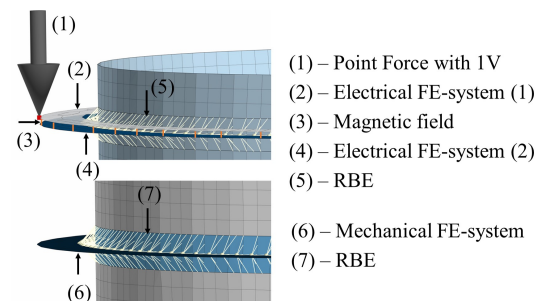 (1)
(2)
(5)
(3)
(4)
(7)
(6)
(1) – Point Force with 1V
(2) – Electrical FE-system (1)
(3) – Magnetic field
(4) – Electrical FE-system (2)
(5) – RBE
(6) – Mechanical FE-system
(7) – RBE